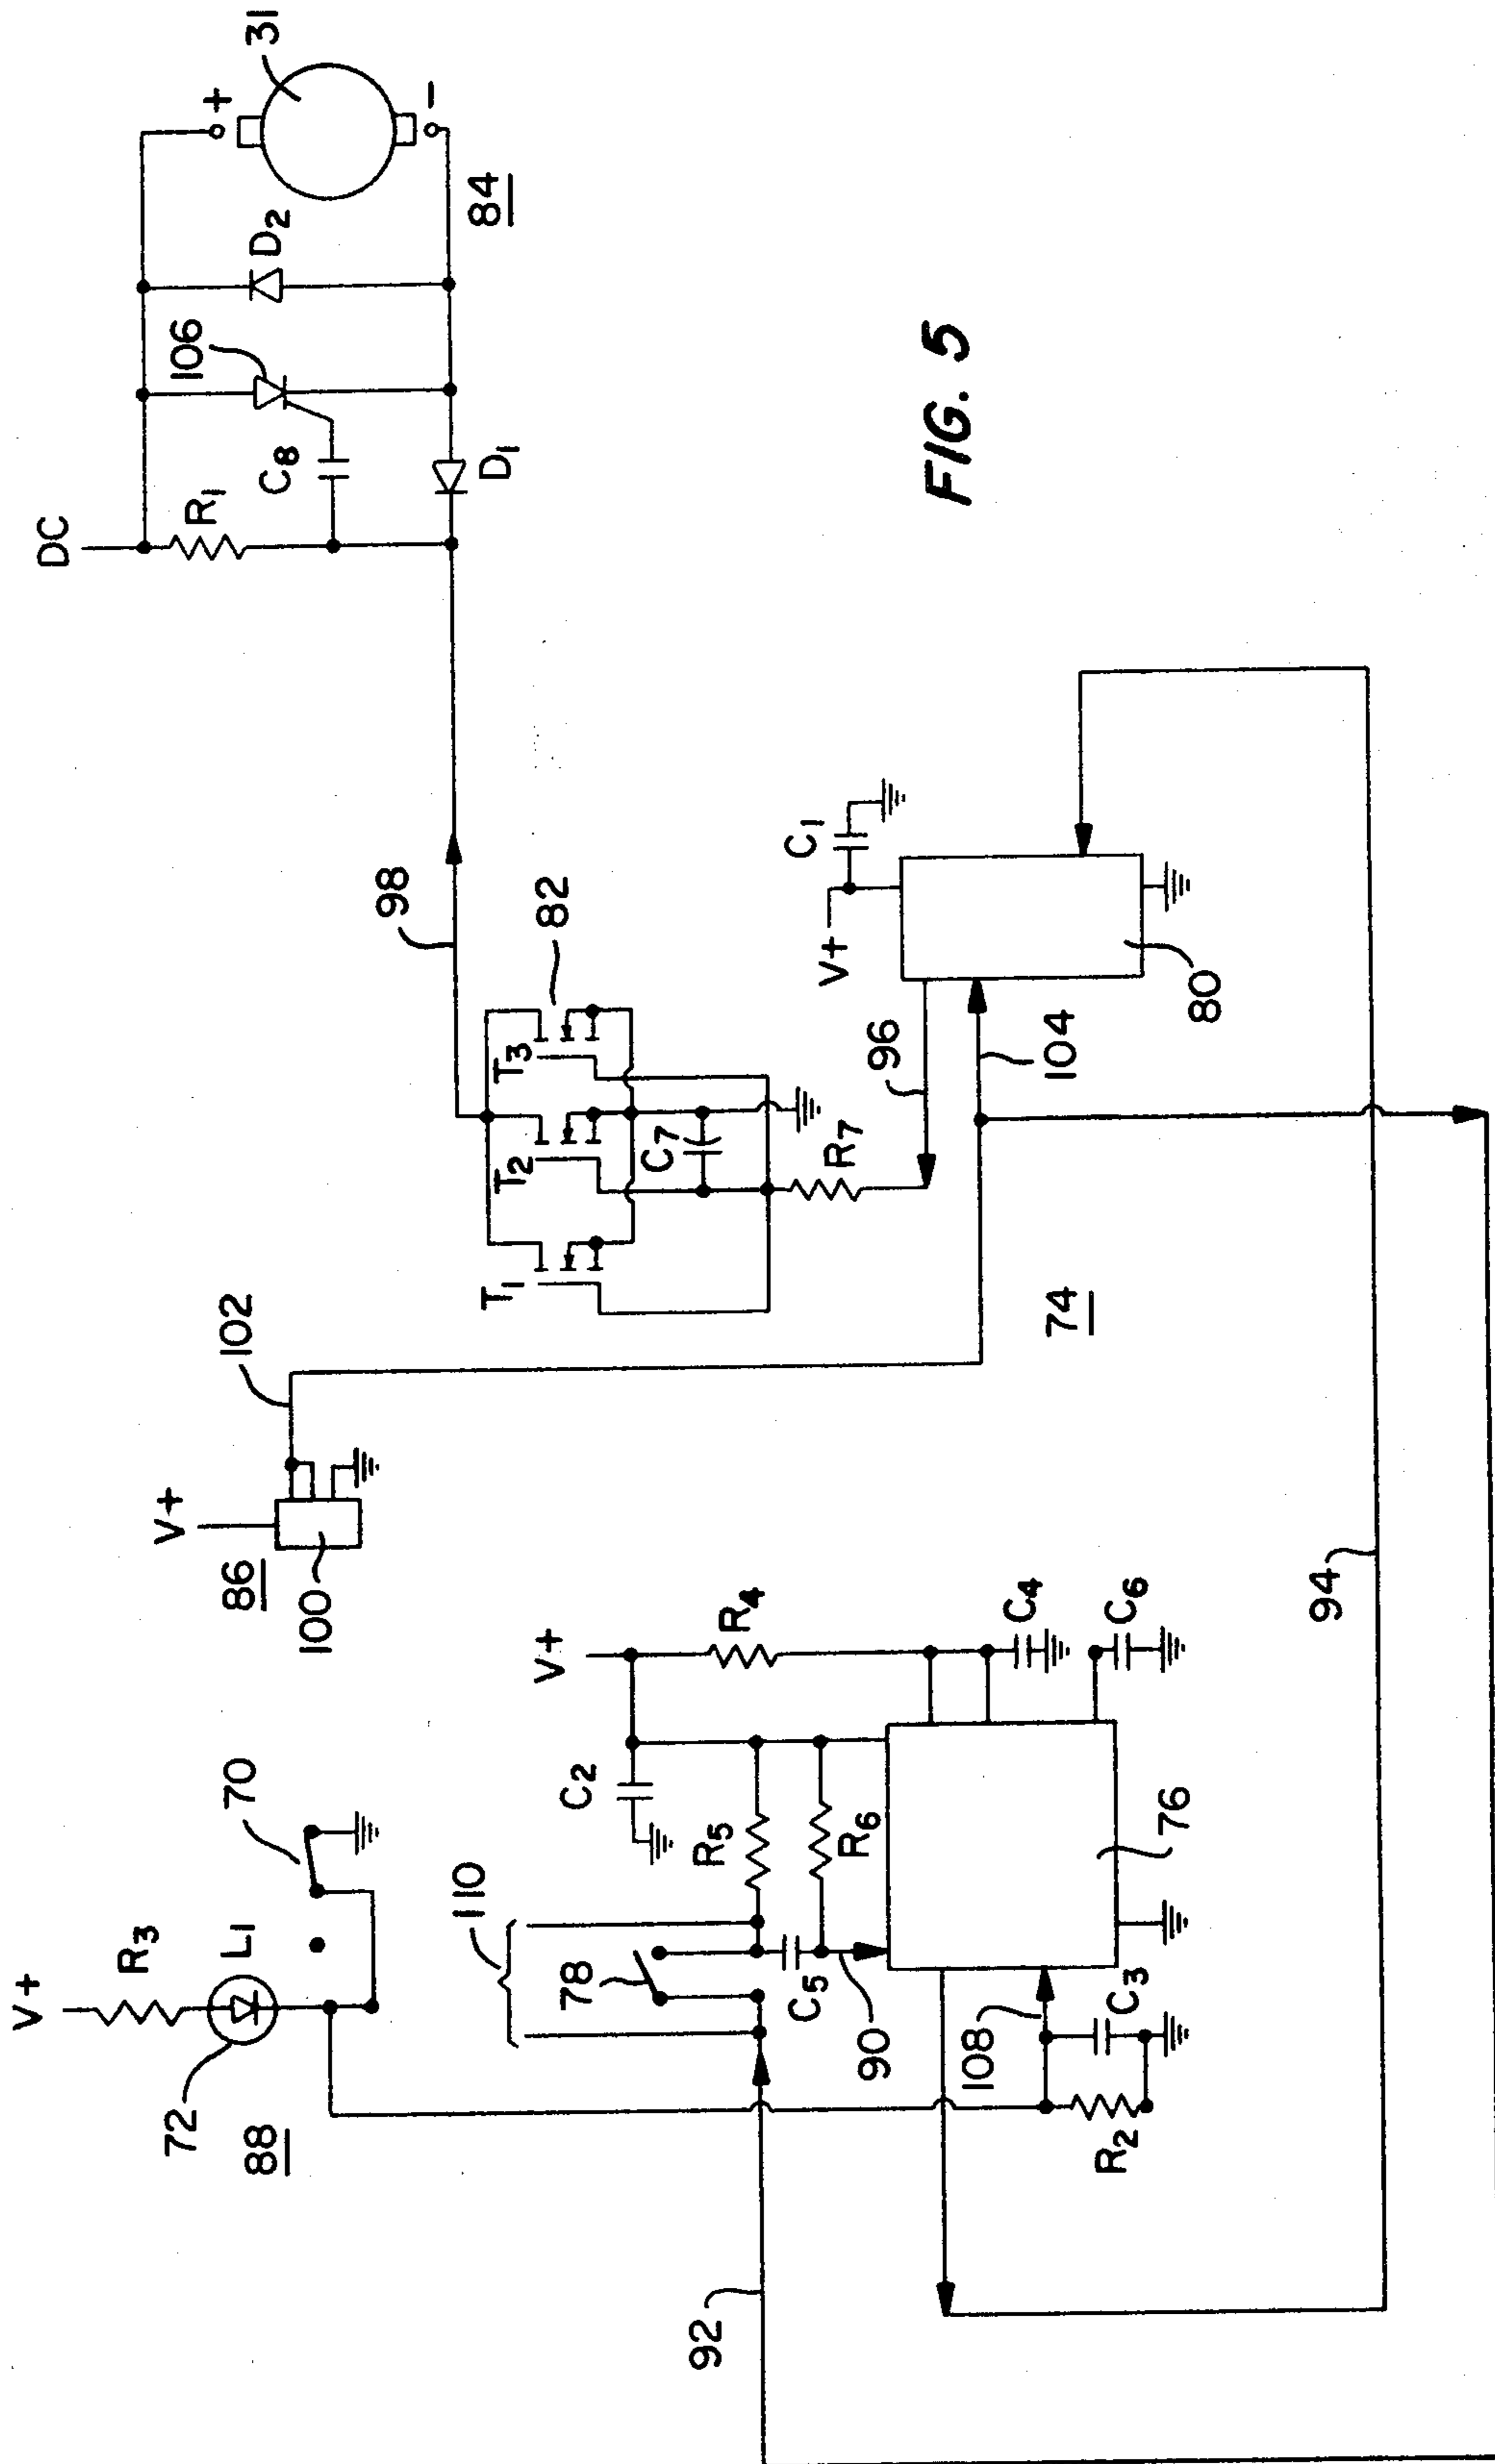 V+
R3
L1
72
88
70
V+
86
100
102
110
78
C2
V+
R5
R6
R4
C5
90
92
108
C3
R2
76
C4
C6
94
74
T1
T2
T3
82
C7
R7
98
96
104
V+
C1
80
DC
R1
C8
106
D2
D1
+
31
-
84
FIG. 5